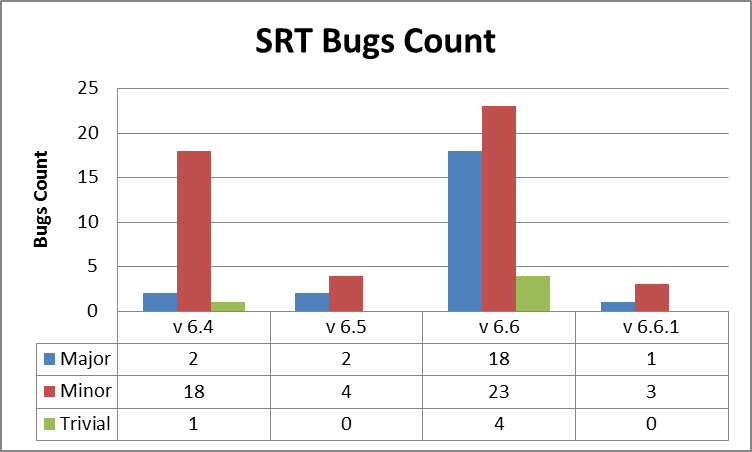 SRT Bugs Count
25
20
15
10
5
0
Bugs Count
v 6.4 v 6.5 v 6.6 v 6.6.1
Major 2 2 18 1
Minor 18 4 23 3
Trivial 1 0 4 0